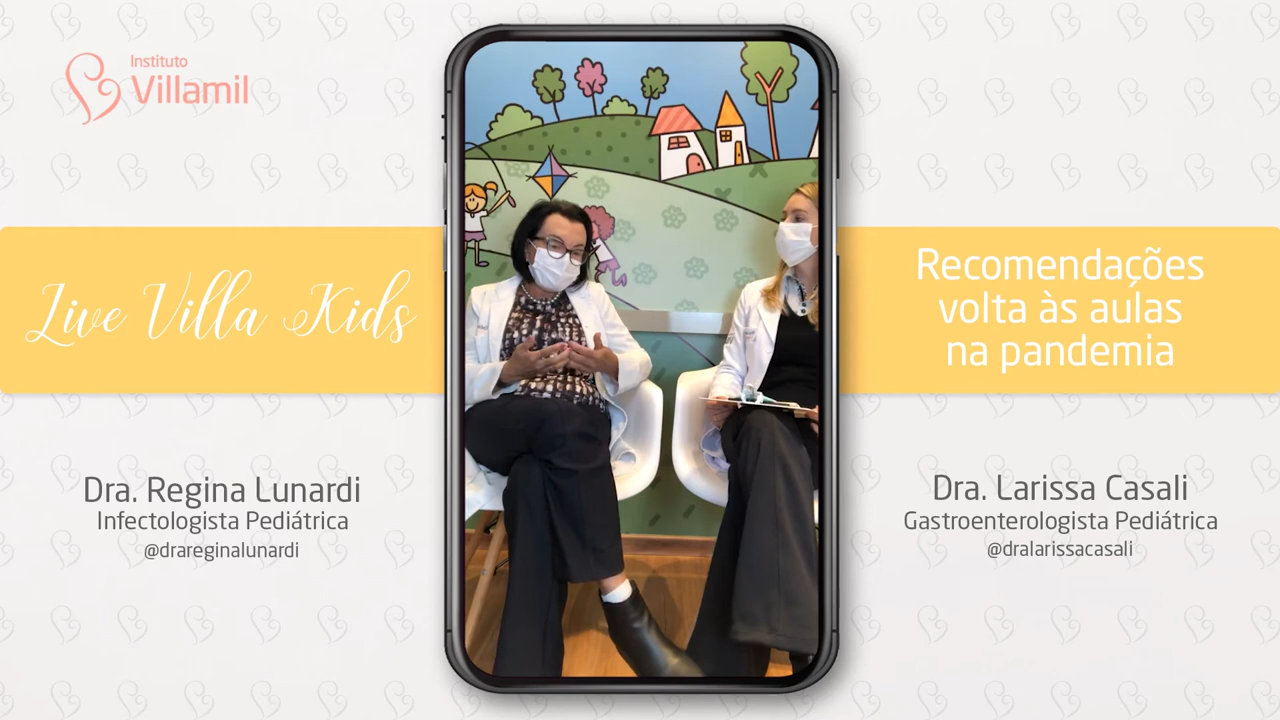 Instituto
Villamil
Live Villa Kids
Recomendações
volta às aulas
na pandemia
Dra. Regina Lunardi
Infectologista Pediátrica
@drareginalunardi
Dra. Larissa Casali
Gastroenterologista Pediátrica
@dralarissacasali